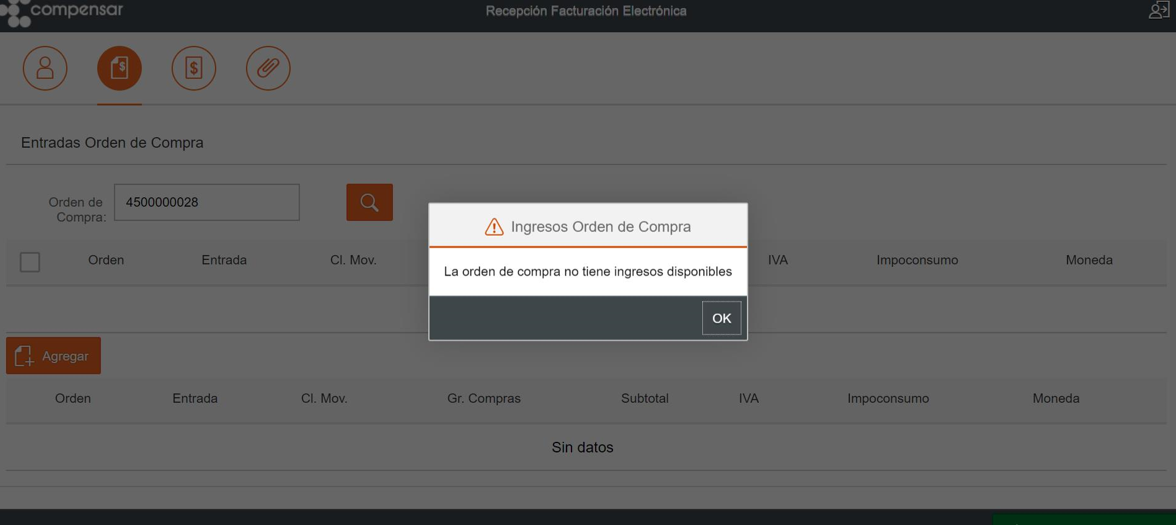 compensar
Recepción Facturación Electrónica
Entradas Orden de Compra
Orden de
Compra:
4500000028
Ingresos Orden de Compra
La orden de compra no tiene ingresos disponibles
OK
Orden Entrada Cl. Mov. IVA Impoconsumo Moneda
Agregar
Orden Entrada Cl. Mov. Gr. Compras Subtotal IVA Impoconsumo Moneda
Sin datos